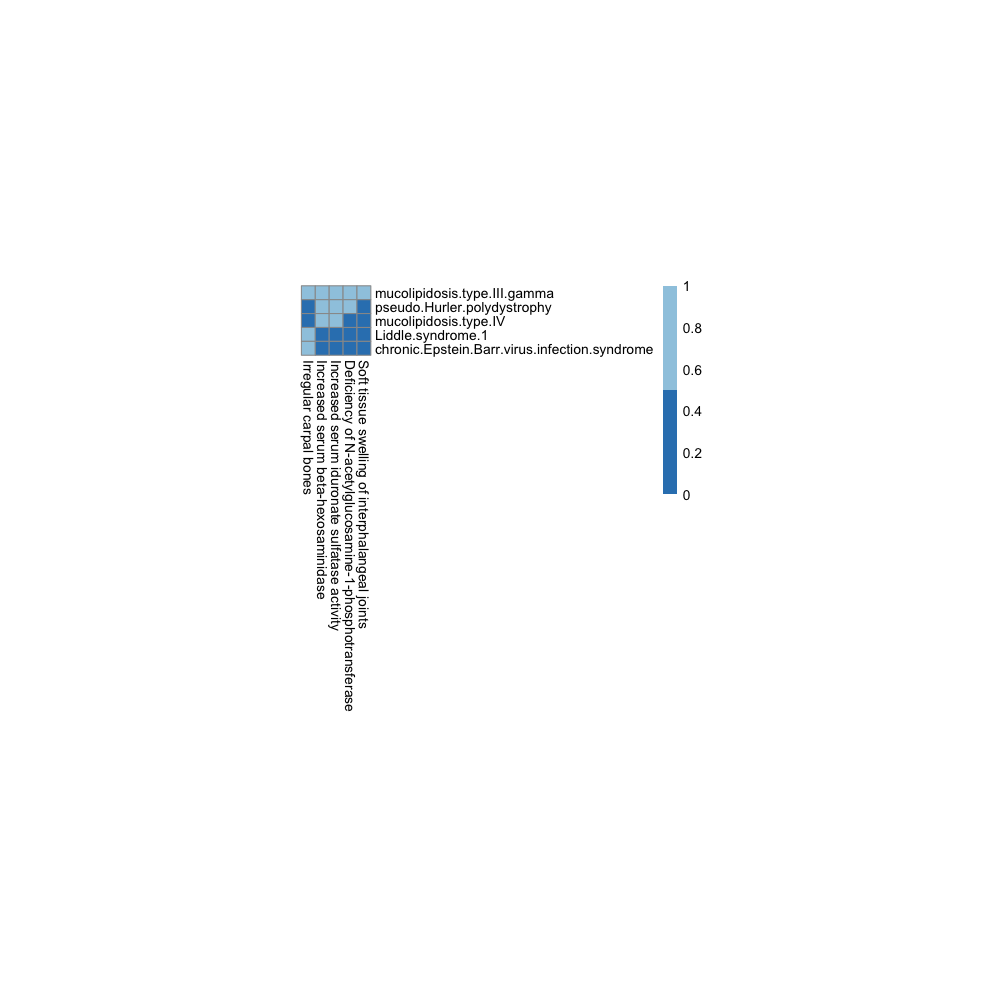 mucolipidosis.type.III.gamma
pseudo.Hurler.polydystrophy
mucolipidosis.type.IV
Liddle.syndrome.1
chronic.Epstein.Barr.virus.infection.syndrome
1
0.8
0.6
0.4
0.2
0
Irregular carpal bones
Increased serum beta-hexosaminidase
Increased serum iduronate sulfatase activity
Deficiency of N-acetylglucosamine-1-phosphotransferase
Soft tissue swelling of interphalangeal joints